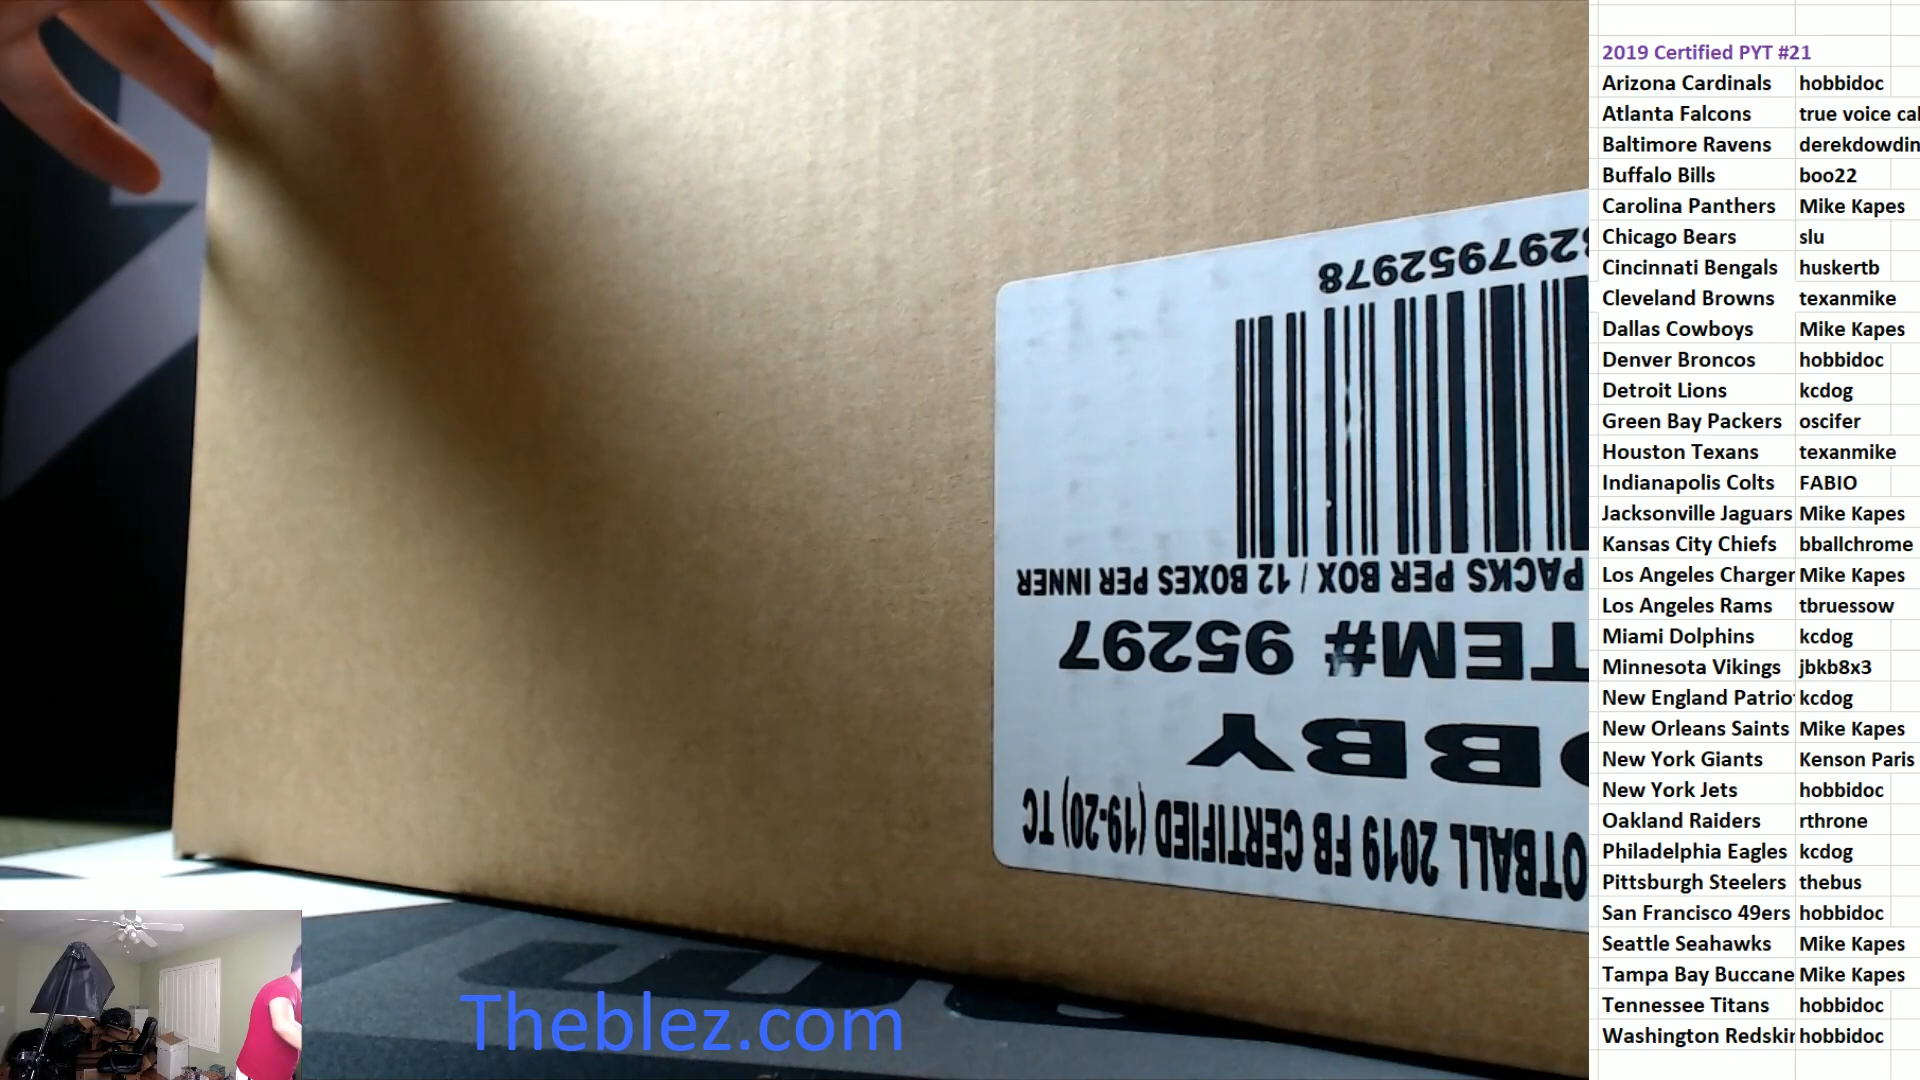 2019 Certified PYT #21
Arizona Cardinals hobbidoc
Atlanta Falcons true voice cal
Baltimore Ravens derekdowdin
Buffalo Bills boo22
Carolina Panthers Mike Kapes
Chicago Bears slu
Cincinnati Bengals huskertb
Cleveland Browns texanmike
Dallas Cowboys Mike Kapes
Denver Broncos hobbidoc
Detroit Lions kcdog
Green Bay Packers oscifer
Houston Texans texanmike
Indianapolis Colts FABIO
Jacksonville Jaguars Mike Kapes
Kansas City Chiefs bballchrome
Los Angeles Charger Mike Kapes
Los Angeles Rams tbruessow
Miami Dolphins kcdog
Minnesota Vikings jbkb8x3
New England Patrio kcdog
New Orleans Saints Mike Kapes
New York Giants Kenson Paris
New York Jets hobbidoc
Oakland Raiders rthrone
Philadelphia Eagles kcdog
Pittsburgh Steelers thebus
San Francisco 49ers hobbidoc
Seattle Seahawks Mike Kapes
Tampa Bay Buccane Mike Kapes
Tennessee Titans hobbidoc
Washington Redskin hobbidoc
OTBALL 2019 FB CERTIFIED (19-20) TC
BBY
TEM# 95297
PACKS PER BOX / 12 BOXES PER INNER
297952978
Theblez.com